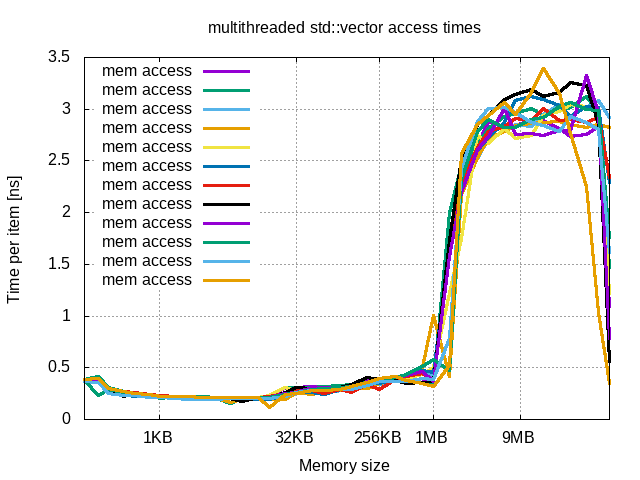 multithreaded std::vector access times
3.5
3
2.5
2
1.5
1
0.5
0
Time per item [ns]
mem access
mem access
mem access
mem access
mem access
mem access
mem access
mem access
mem access
mem access
mem access
mem access
1KB 32KB 256KB 1MB 9MB
Memory size